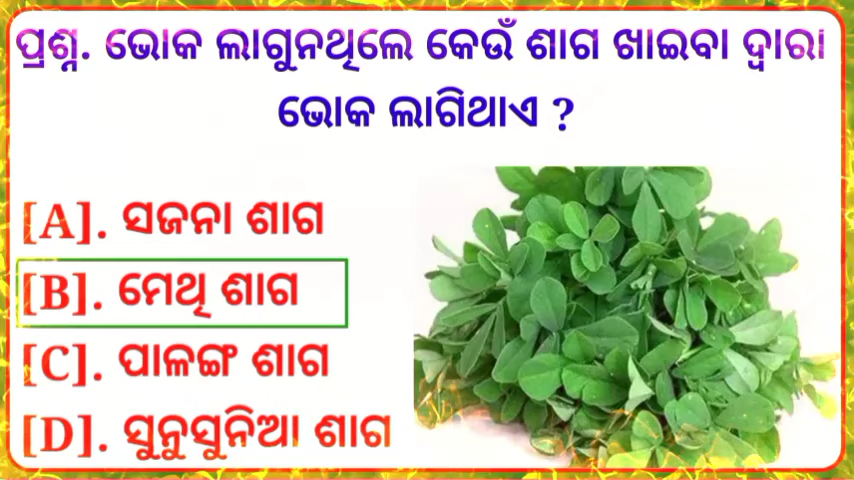 ପ୍ରଶ୍ନ. ଭୋକ ଲାଗୁନଥିଲେ କେଉଁ ଶାଗ ଖାଇବା ଦ୍ୱାରା
ଭୋକ ଲାଗିଥାଏ ?
[A]. ସଜନା ଶାଗ
[B]. ମେଥି ଶାଗ
[C]. ପାଳଙ୍ଗ ଶାଗ
[D]. ସୁନୁସୁନିଆ ଶାଗ